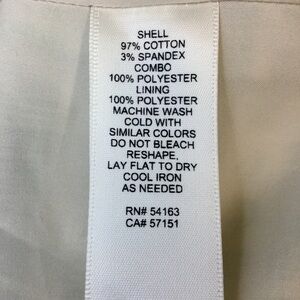 SHELL
97% COTTON
3% SPANDEX
COMBO
100% POLYESTER
LINING
100% POLYESTER
MACHINE WASH
COLD WITH
SIMILAR COLORS
DO NOT BLEACH
RESHAPE,
LAY FLAT TO DRY
COOL IRON
AS NEEDED
RN# 54163
CA# 57151